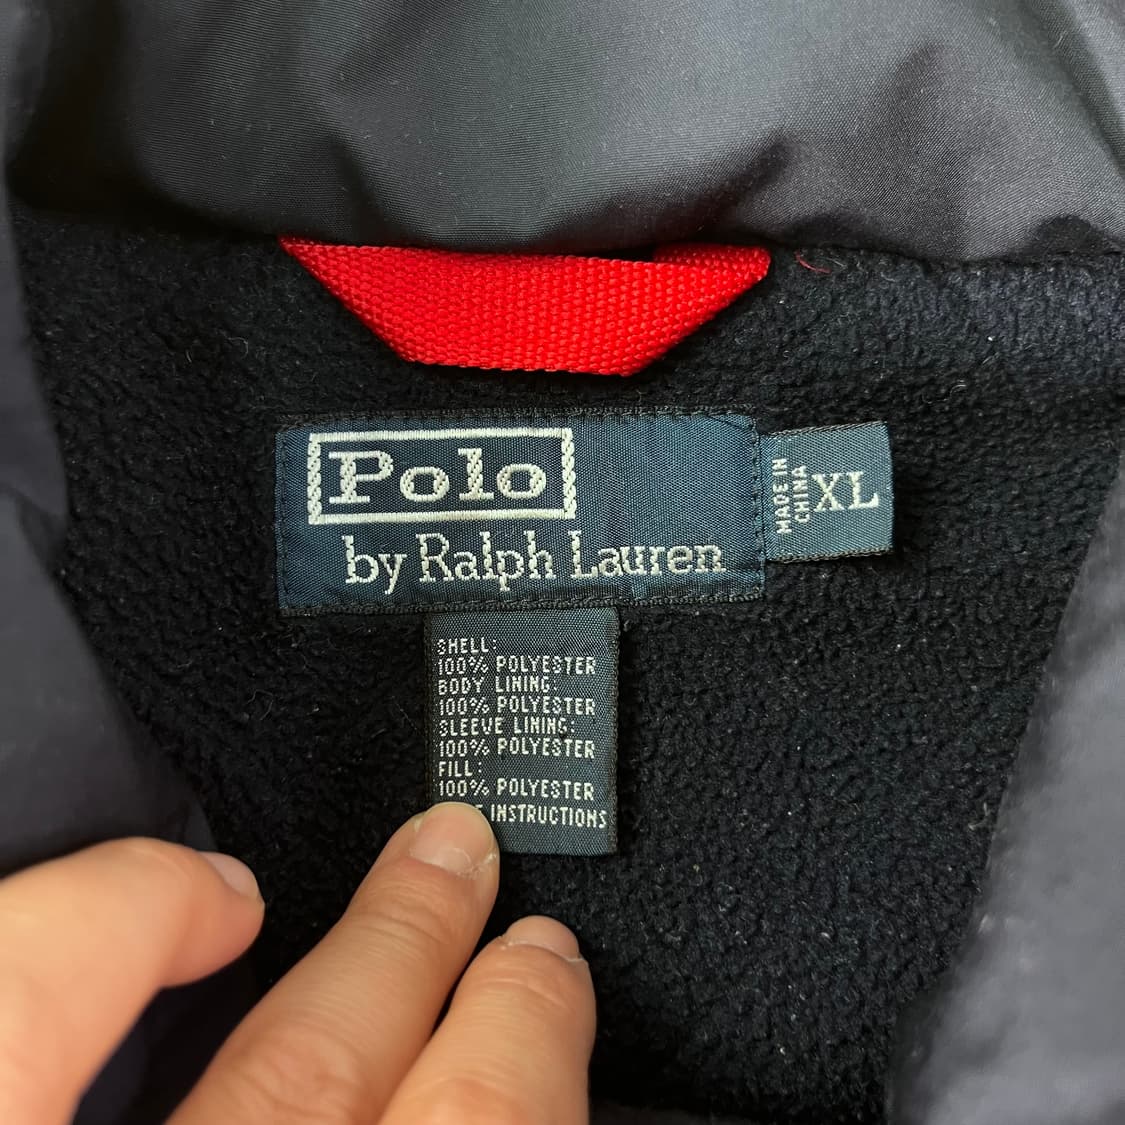 Polo
by Ralph Lauren
MADE IN
CHINA
XL
SHELL:
100% POLYESTER
BODY LINING:
100% POLYESTER
SLEEVE LINING:
100% POLYESTER
FILL:
100% POLYESTER
INSTRUCTIONS